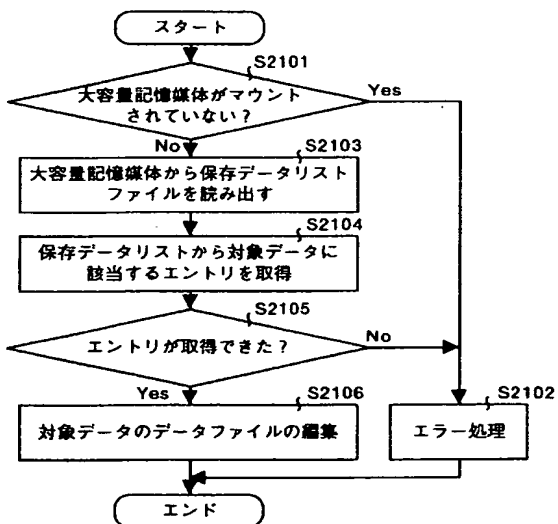 スタート
S2101
大容量記憶媒体がマウント
されていない？
Yes
No
S2103
大容量記憶媒体から保存データリスト
ファイルを読み出す
S2104
保存データリストから対象データに
該当するエントリを取得
S2105
エントリが取得できた？
No
Yes
S2106
対象データのデータファイルの編集
S2102
エラー処理
エンド